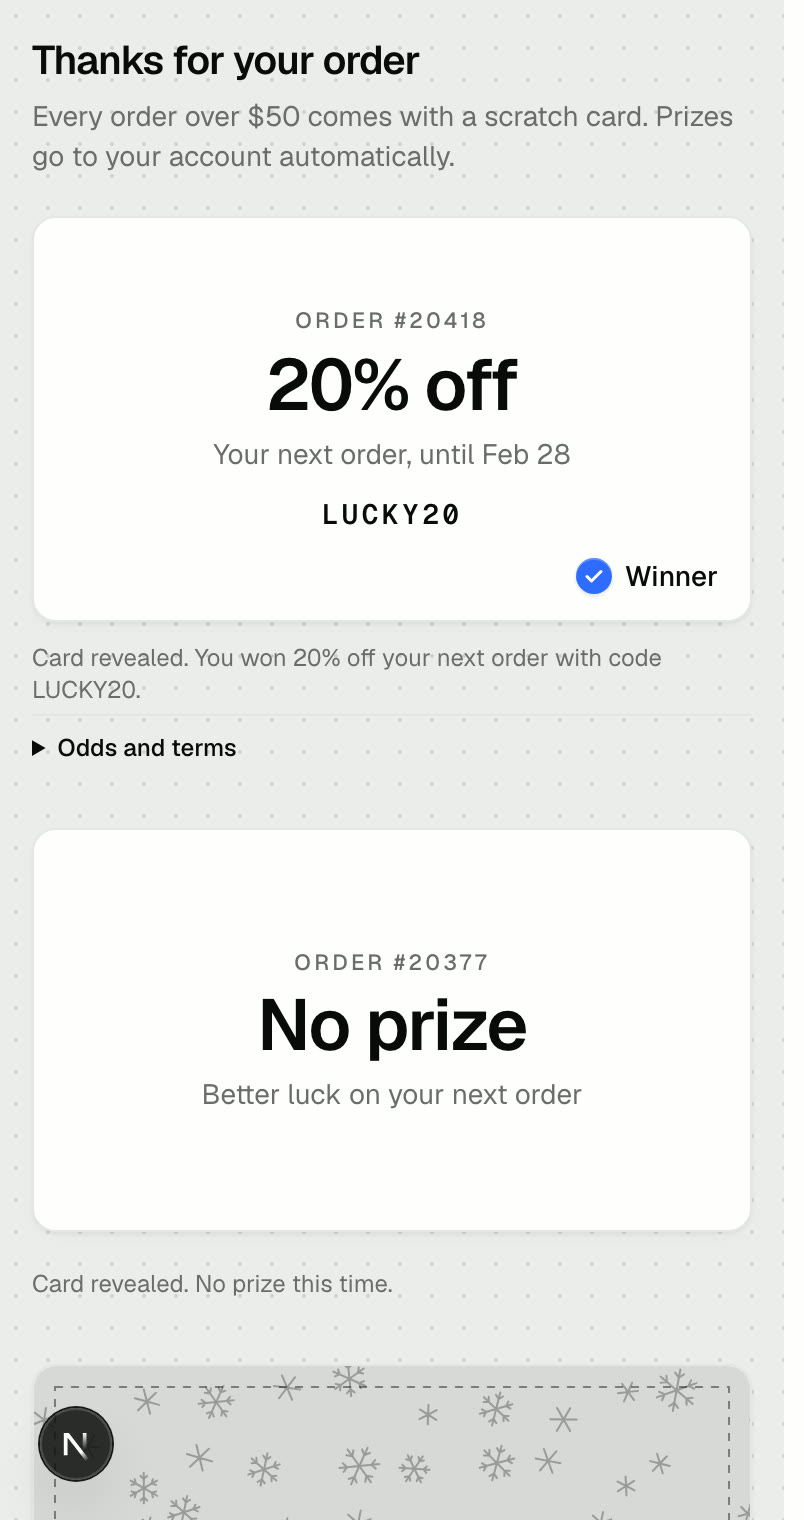 Thanks for your order
Every order over $50 comes with a scratch card. Prizes
go to your account automatically.
ORDER #20418
20% off
Your next order, until Feb 28
LUCKY20
Winner
Card revealed. You won 20% off your next order with code
LUCKY20.
Odds and terms
ORDER #20377
No prize
Better luck on your next order
Card revealed. No prize this time.
N